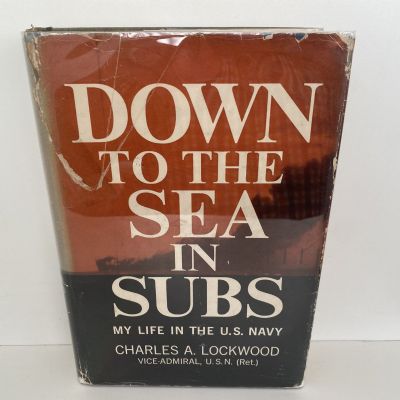 DOWN
TO THE
SEA
IN
SUBS
MY LIFE IN THE U.S. NAVY
CHARLES A. LOCKWOOD
VICE-ADMIRAL, U.S.N. (Ret.)